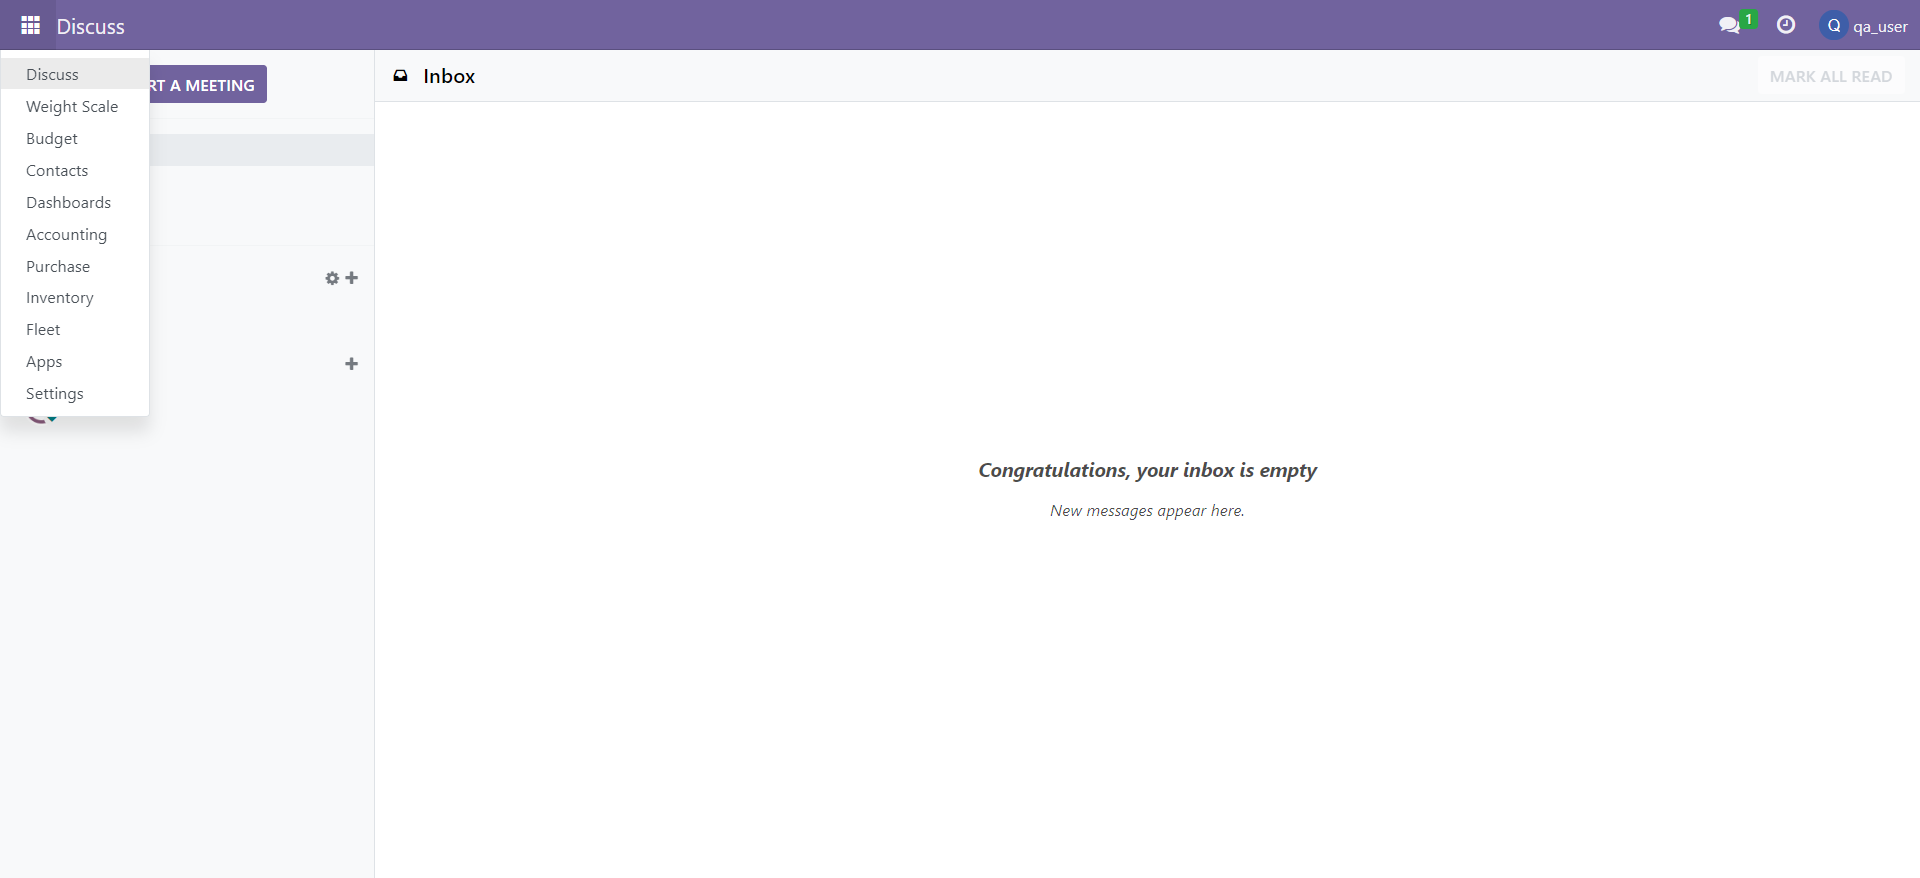 Discuss
1
Q qa_user
Discuss
Weight Scale
Budget
Contacts
Dashboards
Accounting
Purchase
Inventory
Fleet
Apps
Settings
RT A MEETING
Inbox
MARK ALL READ
Congratulations, your inbox is empty
New messages appear here.